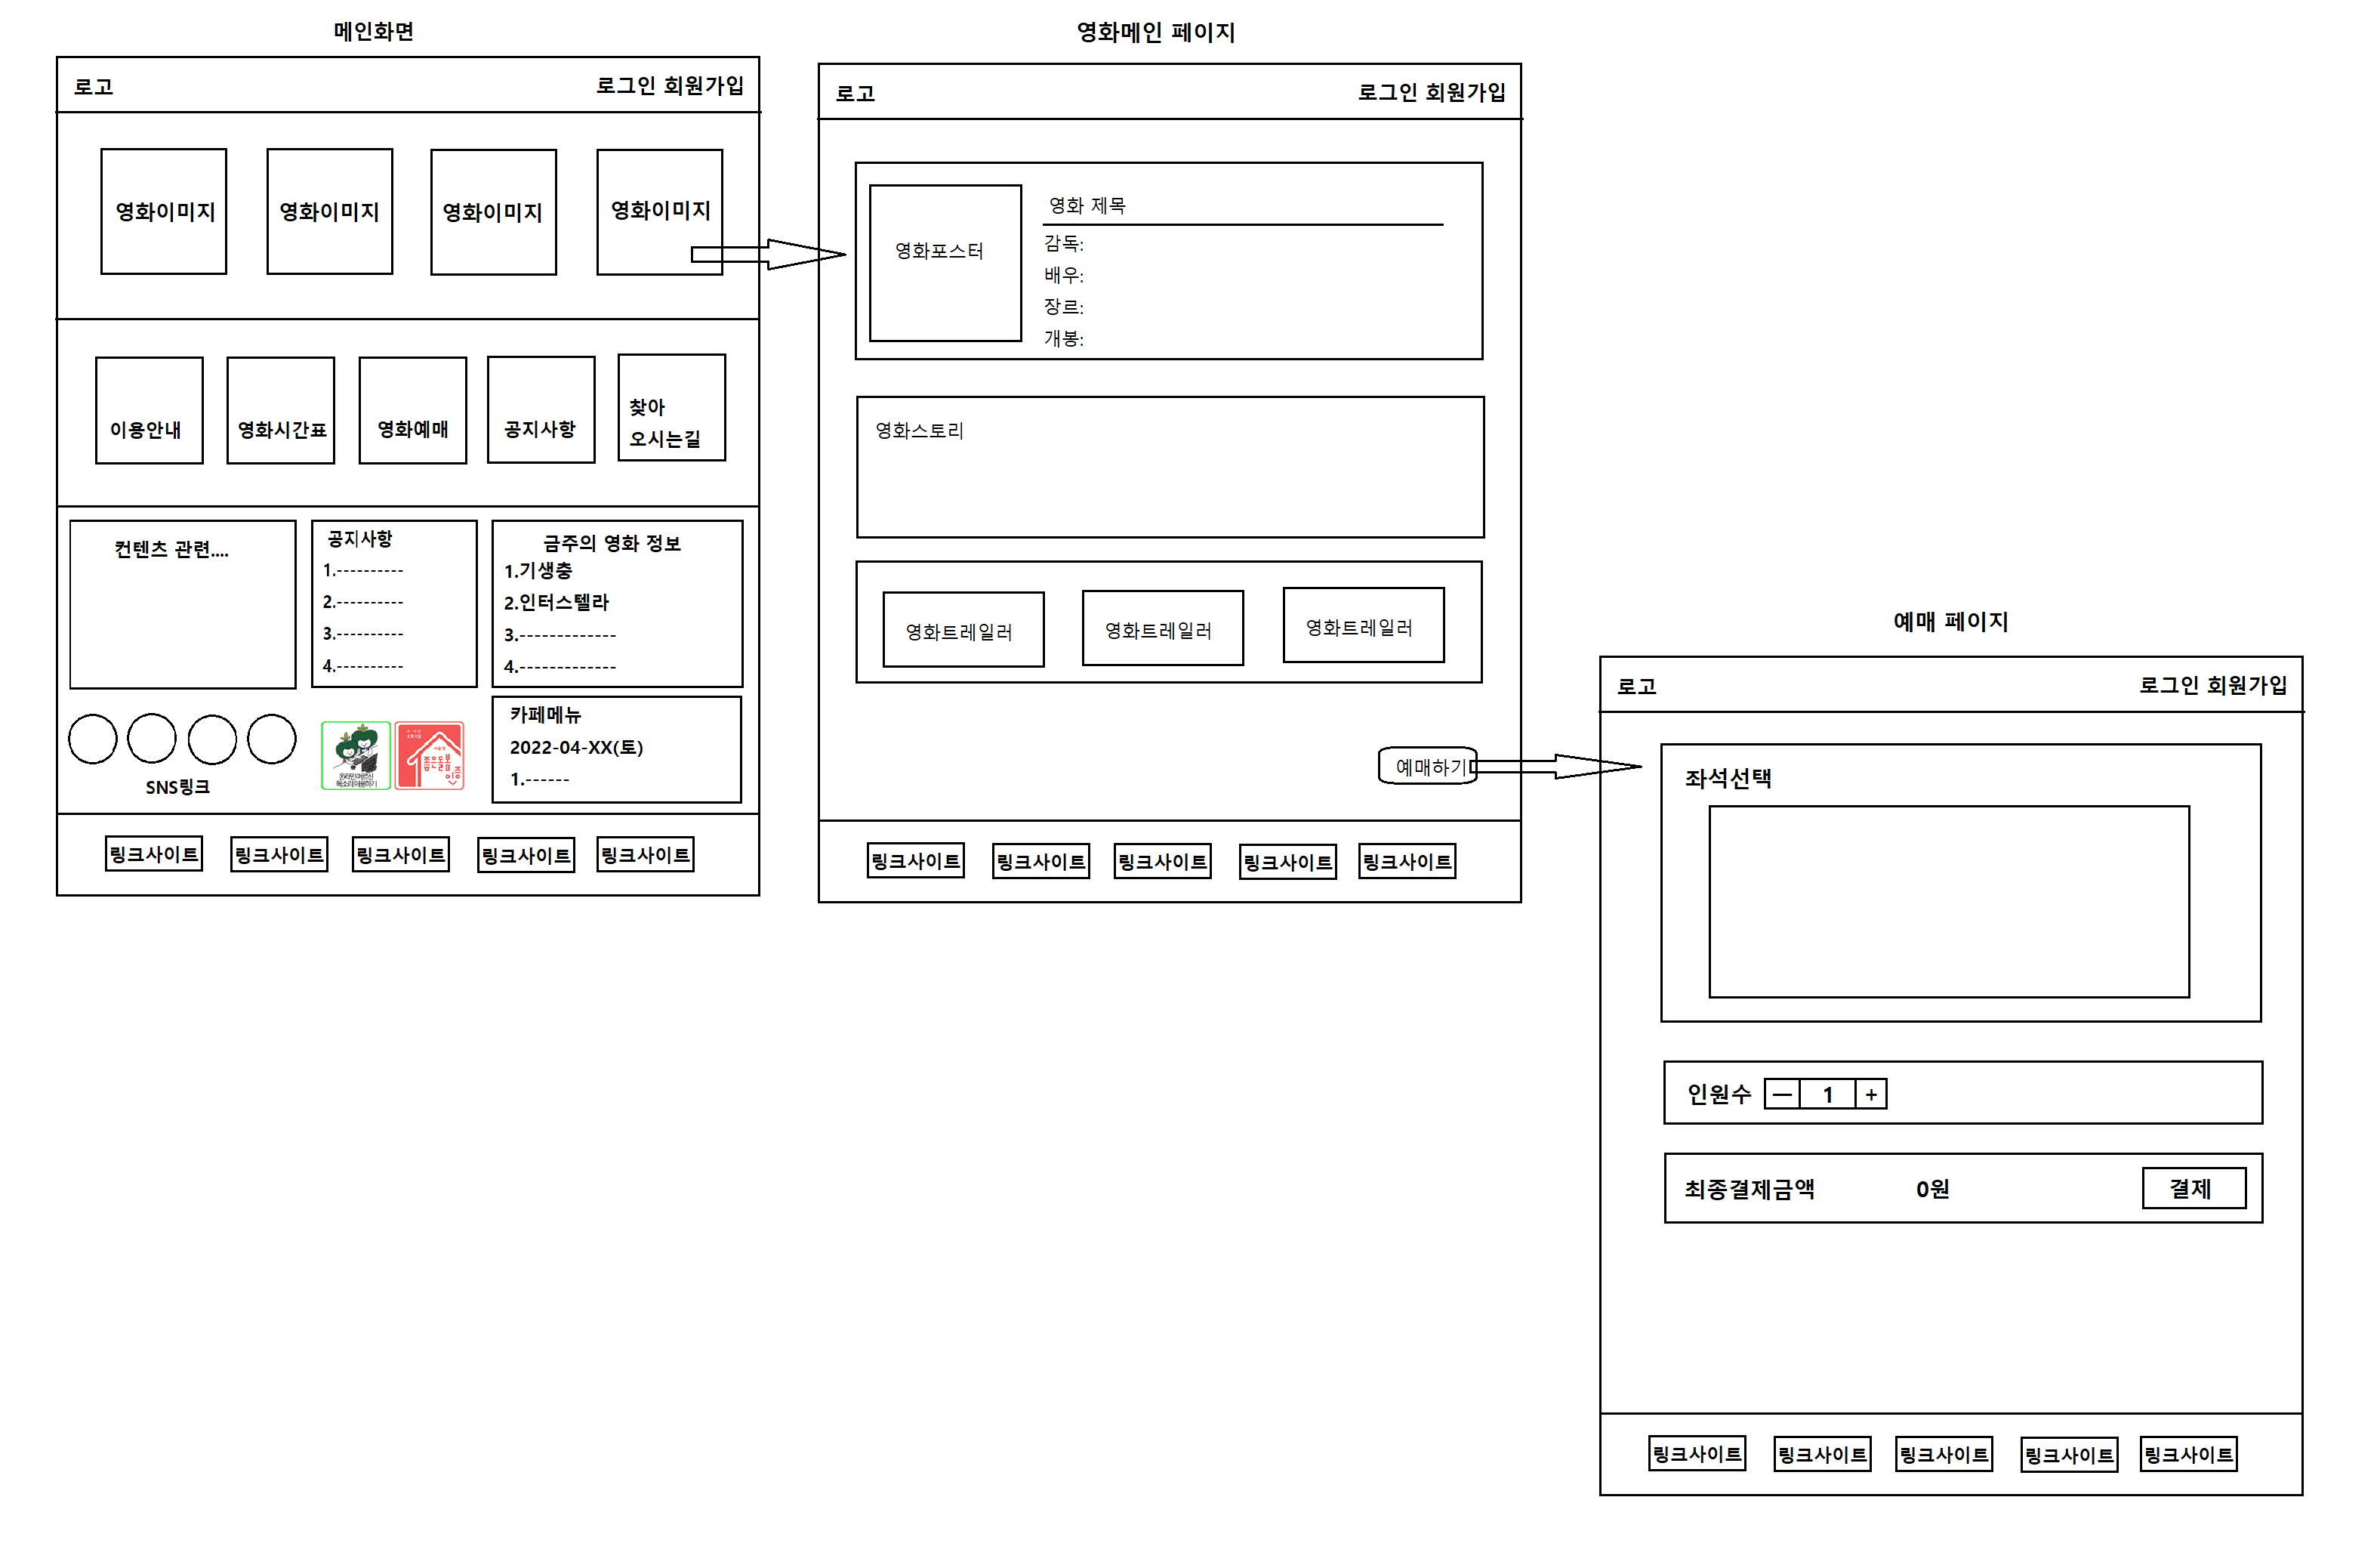 메인화면
로고
로그인 회원가입
영화이미지
영화이미지
영화이미지
영화이미지
이용안내
영화시간표
영화예매
공지사항
찾아
오시는길
컨텐츠 관련....
공지사항
1.----------
2.----------
3.----------
4.----------
금주의 영화 정보
1.기생충
2.인터스텔라
3.-------------
4.-------------
SNS링크
좋은돌봄
인증
카페메뉴
2022-04-XX(토)
1.------
링크사이트
링크사이트
링크사이트
링크사이트
링크사이트
영화메인 페이지
로고
로그인 회원가입
영화포스터
영화 제목
감독:
배우:
장르:
개봉:
영화스토리
영화트레일러
영화트레일러
영화트레일러
예매하기
링크사이트
링크사이트
링크사이트
링크사이트
링크사이트
예매 페이지
로고
로그인 회원가입
좌석선택
인원수
— 1 +
최종결제금액 0원 결제
링크사이트
링크사이트
링크사이트
링크사이트
링크사이트